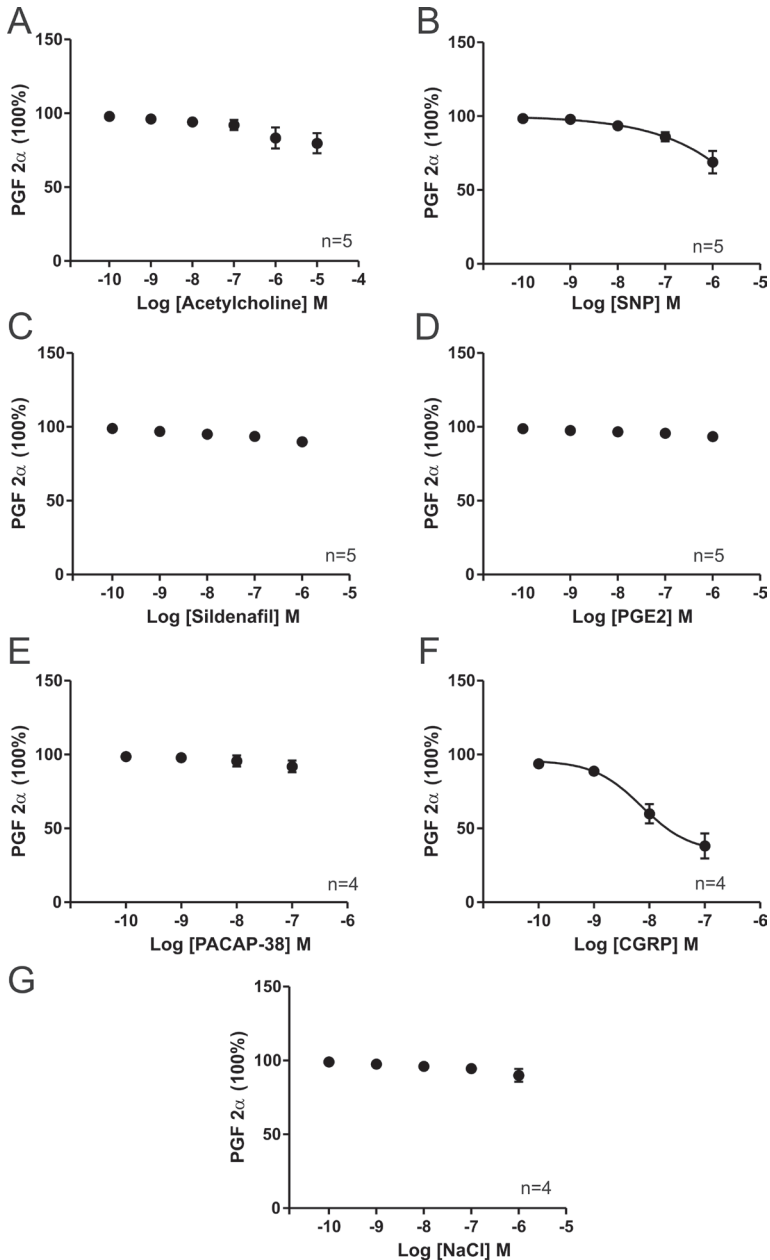 A
PGF 2α (100%)
150
100
50
0
n=5
-10 -9 -8 -7 -6 -5 -4
Log [Acetylcholine] M
B
PGF 2α (100%)
150
100
50
0
n=5
-10 -9 -8 -7 -6 -5
Log [SNP] M
C
PGF 2α (100%)
150
100
50
0
n=5
-10 -9 -8 -7 -6 -5
Log [Sildenafil] M
D
PGF 2α (100%)
150
100
50
0
n=5
-10 -9 -8 -7 -6 -5
Log [PGE2] M
E
PGF 2α (100%)
150
100
50
0
n=4
-10 -9 -8 -7 -6
Log [PACAP-38] M
F
PGF 2α (100%)
150
100
50
0
n=4
-10 -9 -8 -7 -6
Log [CGRP] M
G
PGF 2α (100%)
150
100
50
0
n=4
-10 -9 -8 -7 -6 -5
Log [NaCl] M